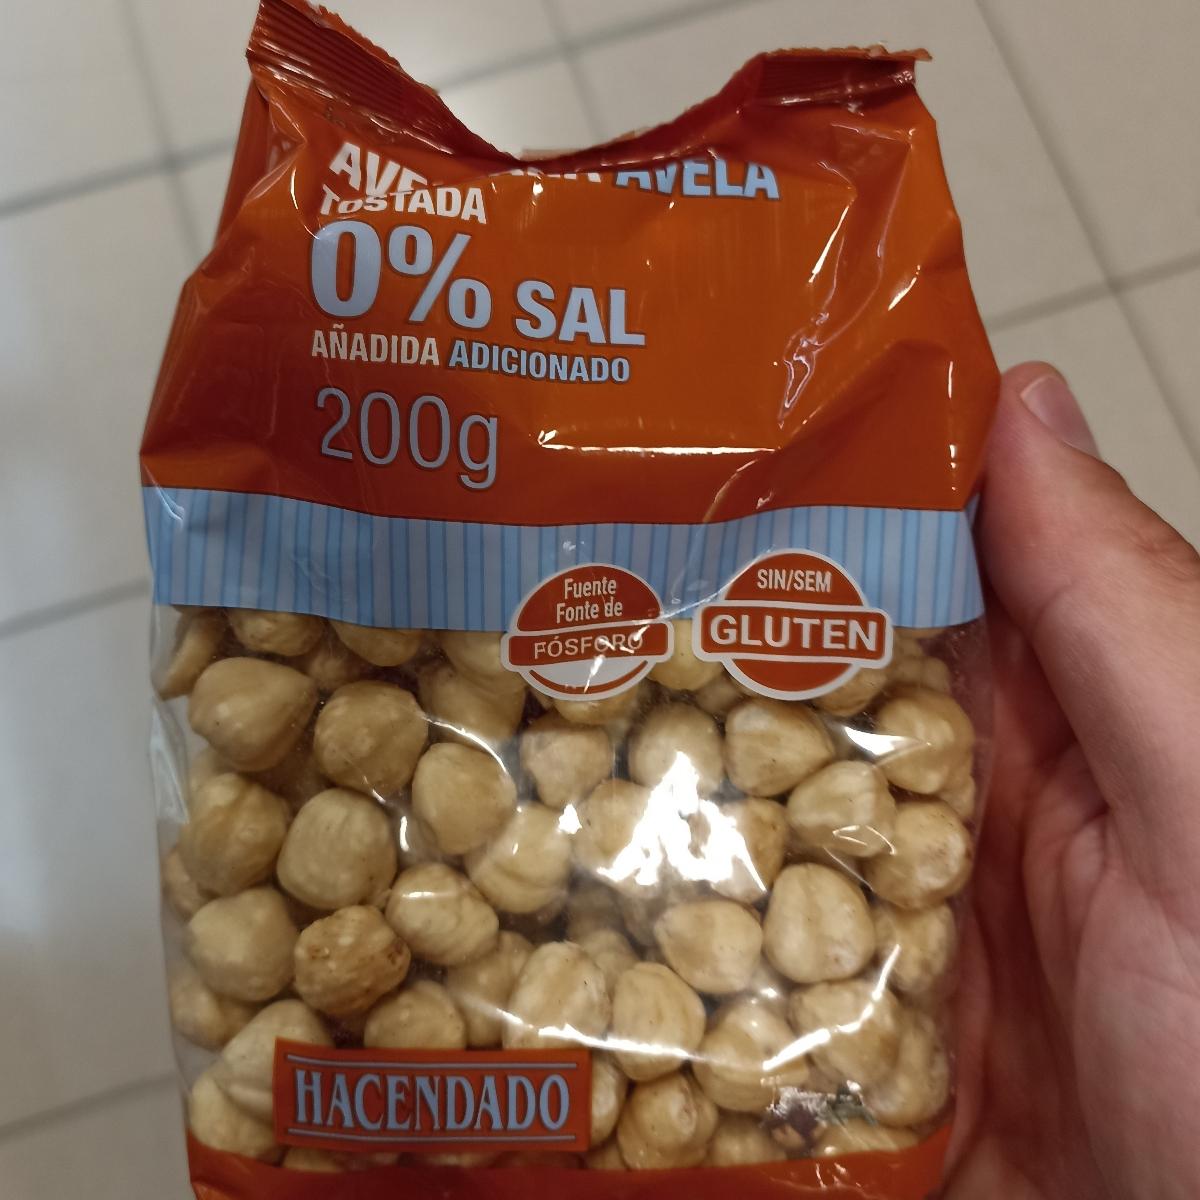 AVELA
TOSTADA
0% SAL
AÑADIDA ADICIONADO
200g
Fuente
Fonte de
FÓSFORO
SIN/SEM
GLUTEN
HACENDADO